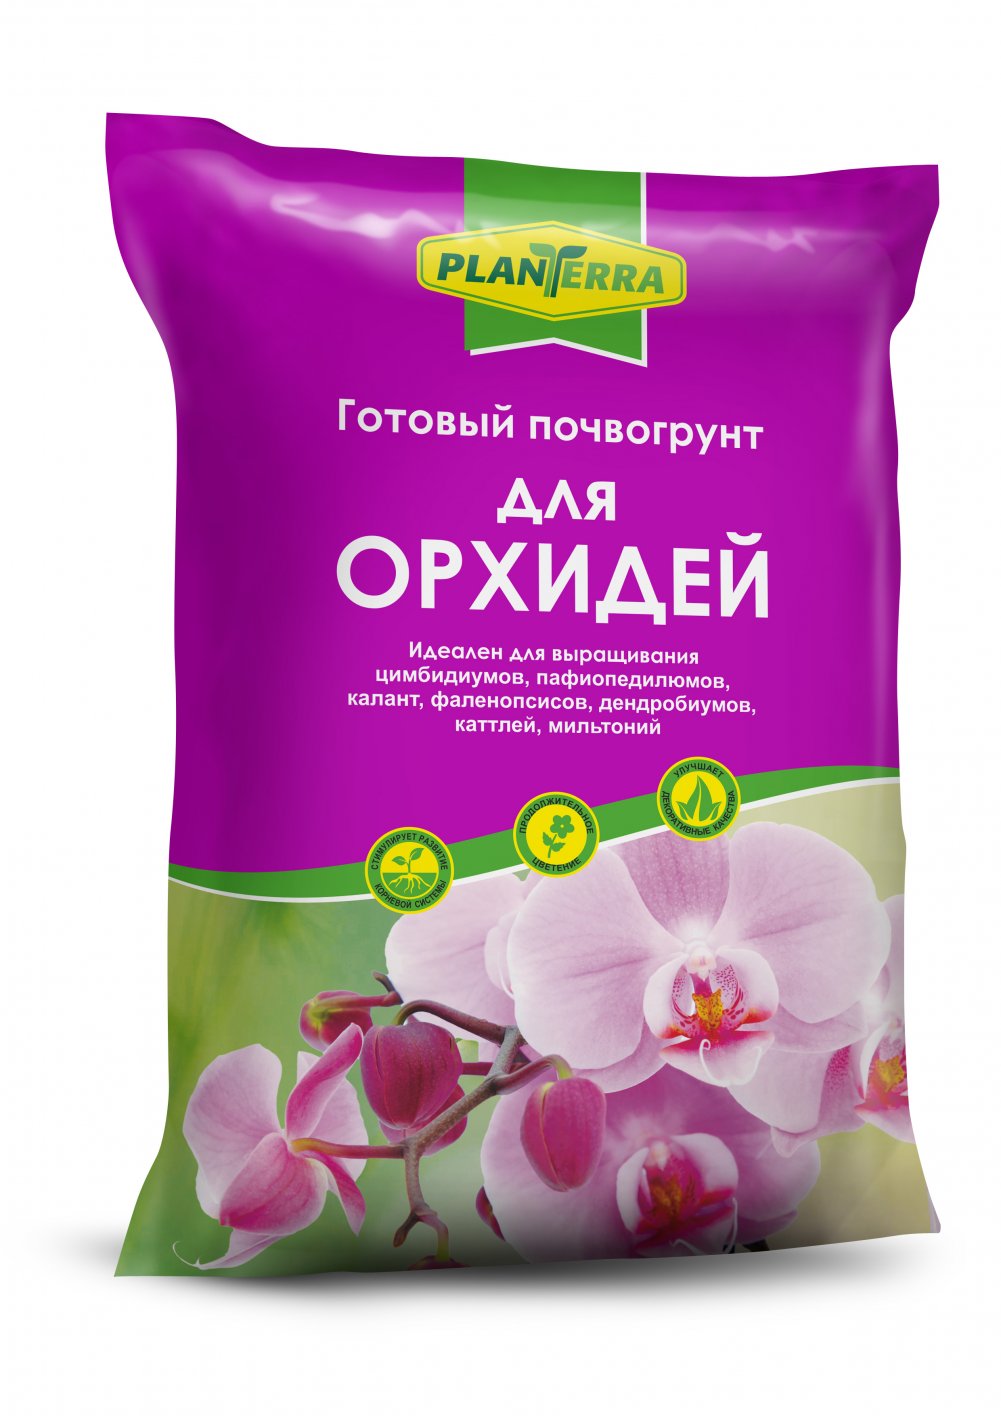 PLANTERRA
Готовый почвогрунт
для
ОРХИДЕЙ
Идеален для выращивания
цимбидиумов, пафиопедилюмов,
калант, фаленопсисов, дендробиумов,
каттлей, мильтоний
УЛУЧШАЕТ
ДЕКОРАТИВНЫЕ КАЧЕСТВА
ПРОДОЛЖИТЕЛЬНОЕ
ЦВЕТЕНИЕ
СТИМУЛИРУЕТ РАЗВИТИЕ
КОРНЕВОЙ СИСТЕМЫ